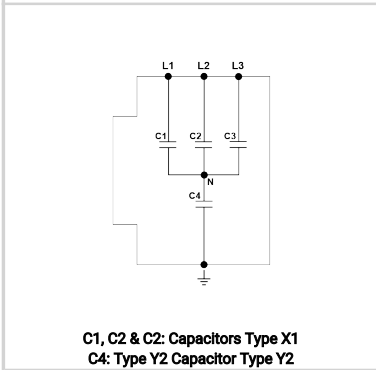 L1 L2 L3
C1 C2 C3
N
C4
C1, C2 & C2: Capacitors Type X1
C4: Type Y2 Capacitor Type Y2